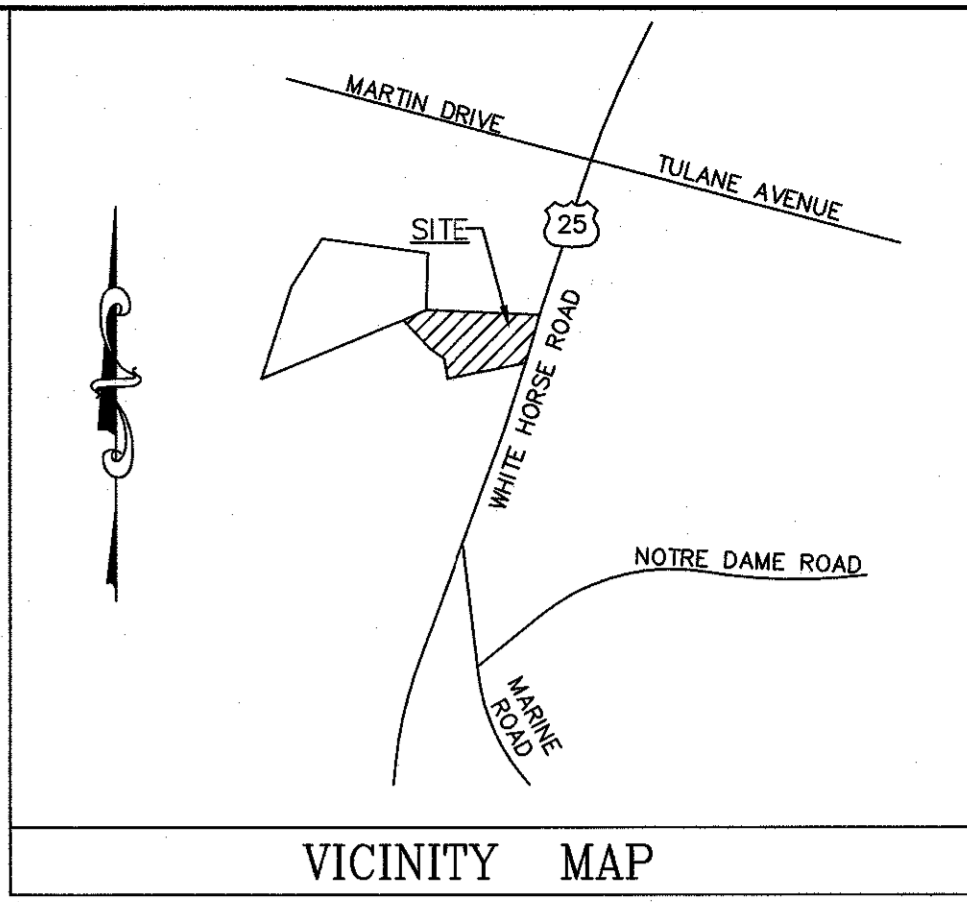 MARTIN DRIVE
TULANE AVENUE
25
SITE
WHITE HORSE ROAD
NOTRE DAME ROAD
MARINE
ROAD
VICINITY MAP